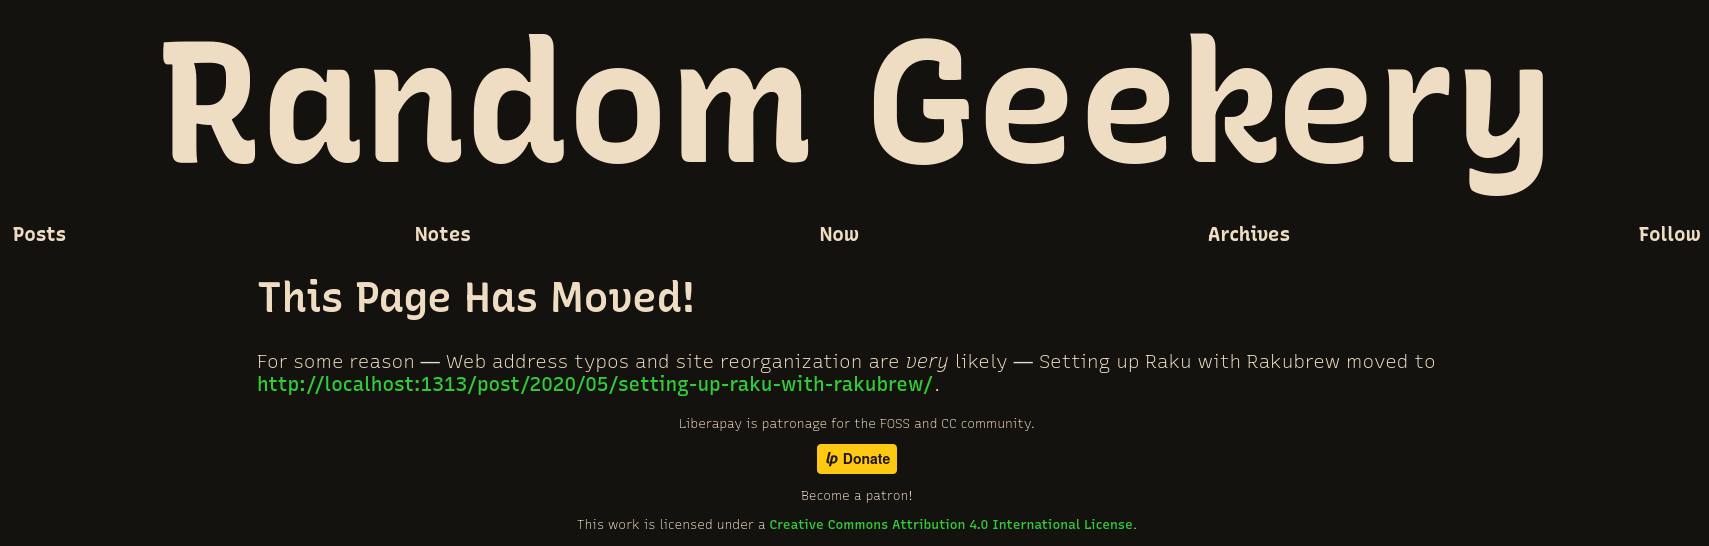 Random Geekery
Posts Notes Now Archives Follow
This Page Has Moved!
For some reason — Web address typos and site reorganization are very likely — Setting up Raku with Rakubrew moved to
http://localhost:1313/post/2020/05/setting-up-raku-with-rakubrew/.
Liberapay is patronage for the FOSS and CC community.
lp Donate
Become a patron!
This work is licensed under a Creative Commons Attribution 4.0 International License.